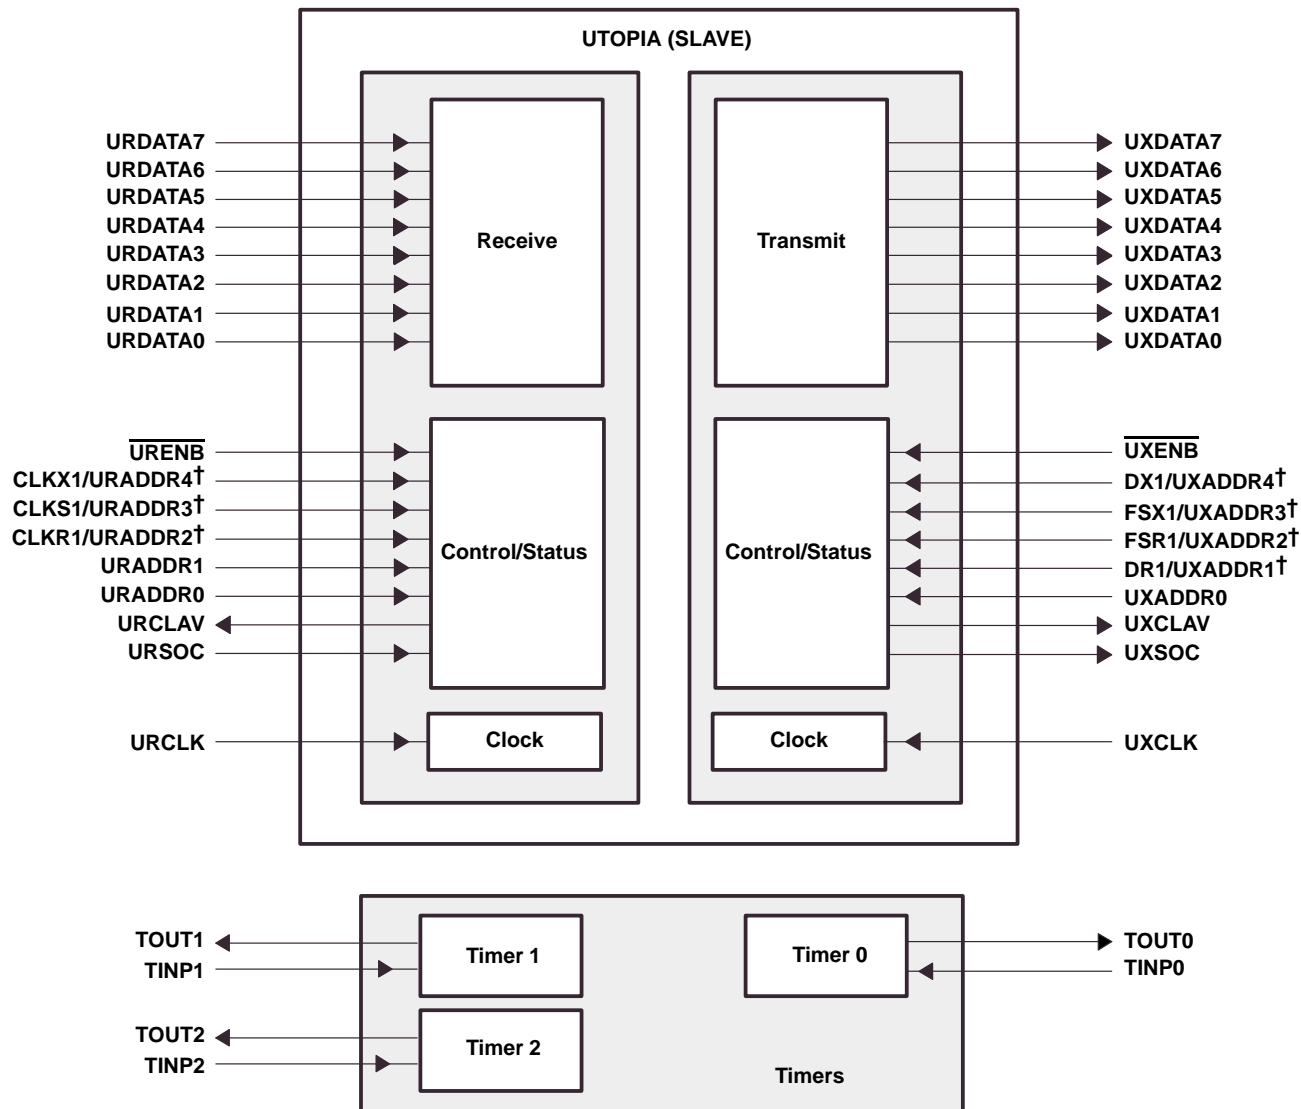 UTOPIA (SLAVE)
URDATA7
URDATA6
URDATA5
URDATA4
URDATA3
URDATA2
URDATA1
URDATA0
Receive
Transmit
UXDATA7
UXDATA6
UXDATA5
UXDATA4
UXDATA3
UXDATA2
UXDATA1
UXDATA0
URENB
CLKX1/URADDR4†
CLKS1/URADDR3†
CLKR1/URADDR2†
URADDR1
URADDR0
URCLAV
URSOC
Control/Status
Control/Status
UXENB
DX1/UXADDR4†
FSX1/UXADDR3†
FSR1/UXADDR2†
DR1/UXADDR1†
UXADDR0
UXCLAV
UXSOC
URCLK
Clock
Clock
UXCLK
TOUT1
TINP1
Timer 1
Timer 0
TOUT0
TINP0
TOUT2
TINP2
Timer 2
Timers